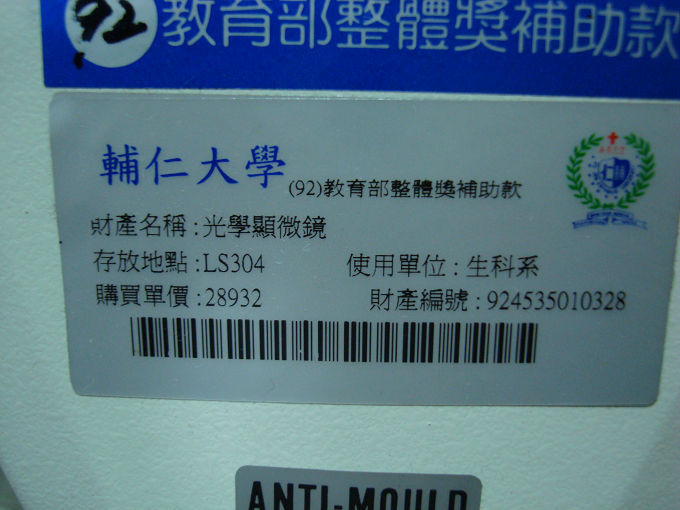 92 教育部整體獎補助款
輔仁大學 (92)教育部整體獎補助款
財產名稱:光學顯微鏡
存放地點:LS304 使用單位:生科系
購買單價:28932 財產編號:924535010328
ANTI-MOULD